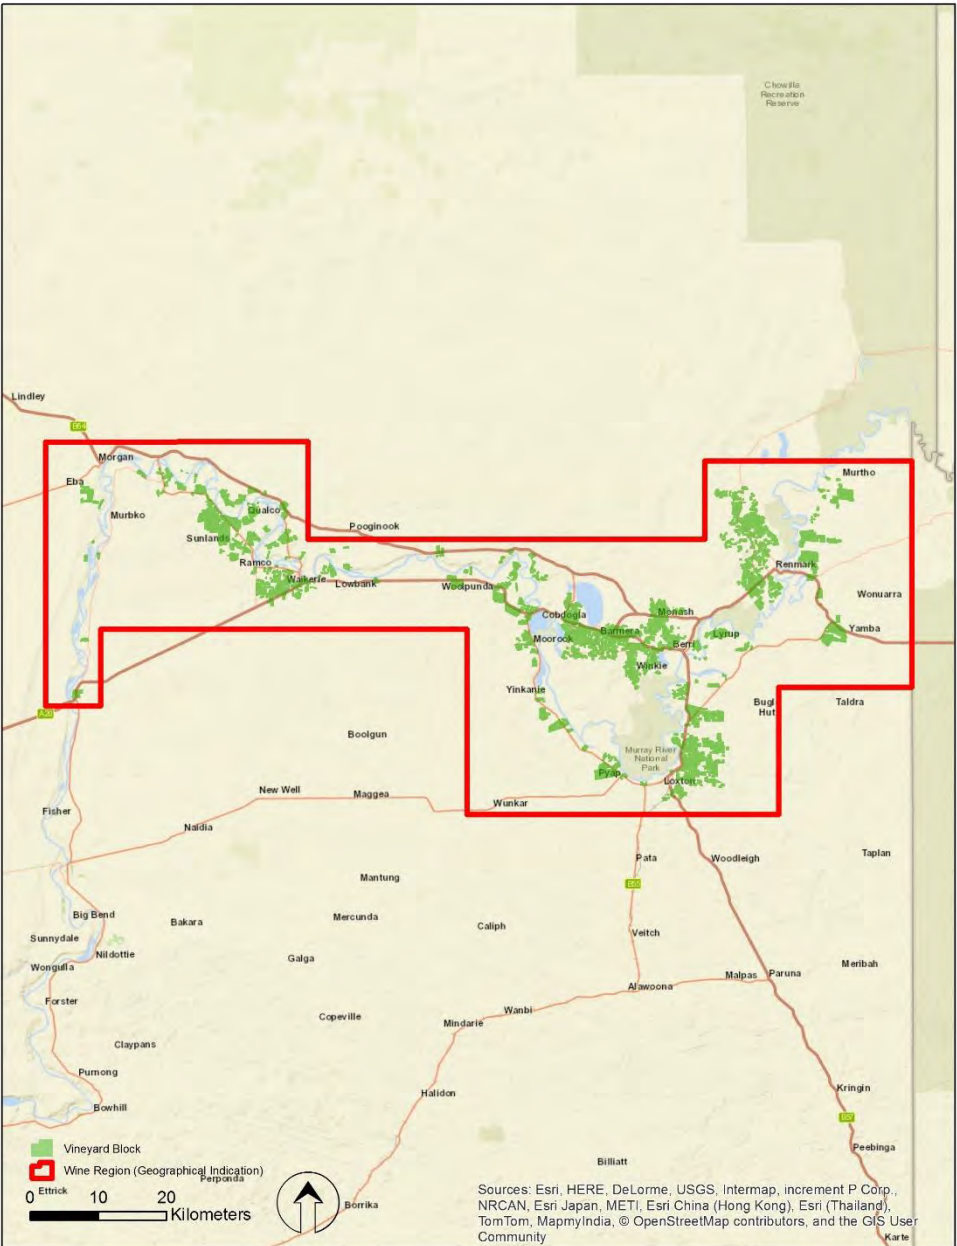 Chowilla
Recreation
Reserve
Lindley
B64
Morgan
Murtho
Eba
Qualco
Murbko
Pooginook
Sunlands
Ramco
Renmark
Waikerie
Lowbank
Woolpunda
Wonuarra
Cobdogla
Monash
Barmera
Lyrup
Yamba
Moorook
Berri
Winkie
Yinkanie
Bugl
Hut
Taldra
A20
Boolgun
Murray River
National
Park
Pyap
Loxton
New Well
Maggea
Wunkar
Fisher
Naidia
Pata
Woodleigh
Taplan
Mantung
B55
Big Bend
Bakara
Mercunda
Caliph
Sunnydale
Veitch
Nildottie
Galga
Wongulla
Meribah
Malpas
Paruna
Alawoona
Forster
Wanbi
Copeville
Mindarie
Claypans
Purnong
Kringin
Halidon
Bowhill
B57
Vineyard Block
Peebinga
Billiatt
Wine Region (Geographical Indication)
Perponda
Ettrick
0 10 20
Kilometers
Borrika
Sources: Esri, HERE, DeLorme, USGS, Intermap, increment P Corp.,
NRCAN, Esri Japan, METI, Esri China (Hong Kong), Esri (Thailand),
TomTom, MapmyIndia, © OpenStreetMap contributors, and the GIS User
Community
Karte